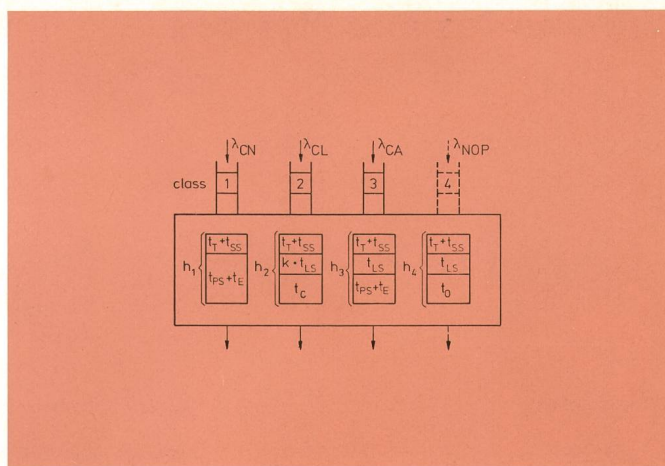 λCN λCL λCA λNOP
class 1 2 3 4
tT+tSS tT+tSS tT+tSS tT+tSS
h1 h2 h3 h4
tPS+tE k·tLS tLS tLS
tC tPS+tE t0